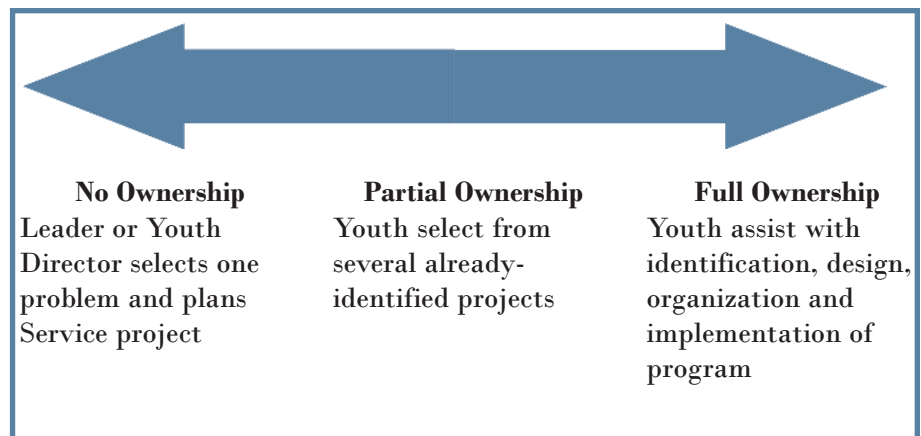 No Ownership
Leader or Youth
Director selects one
problem and plans
Service project
Partial Ownership
Youth select from
several already-
identified projects
Full Ownership
Youth assist with
identification, design,
organization and
implementation of
program